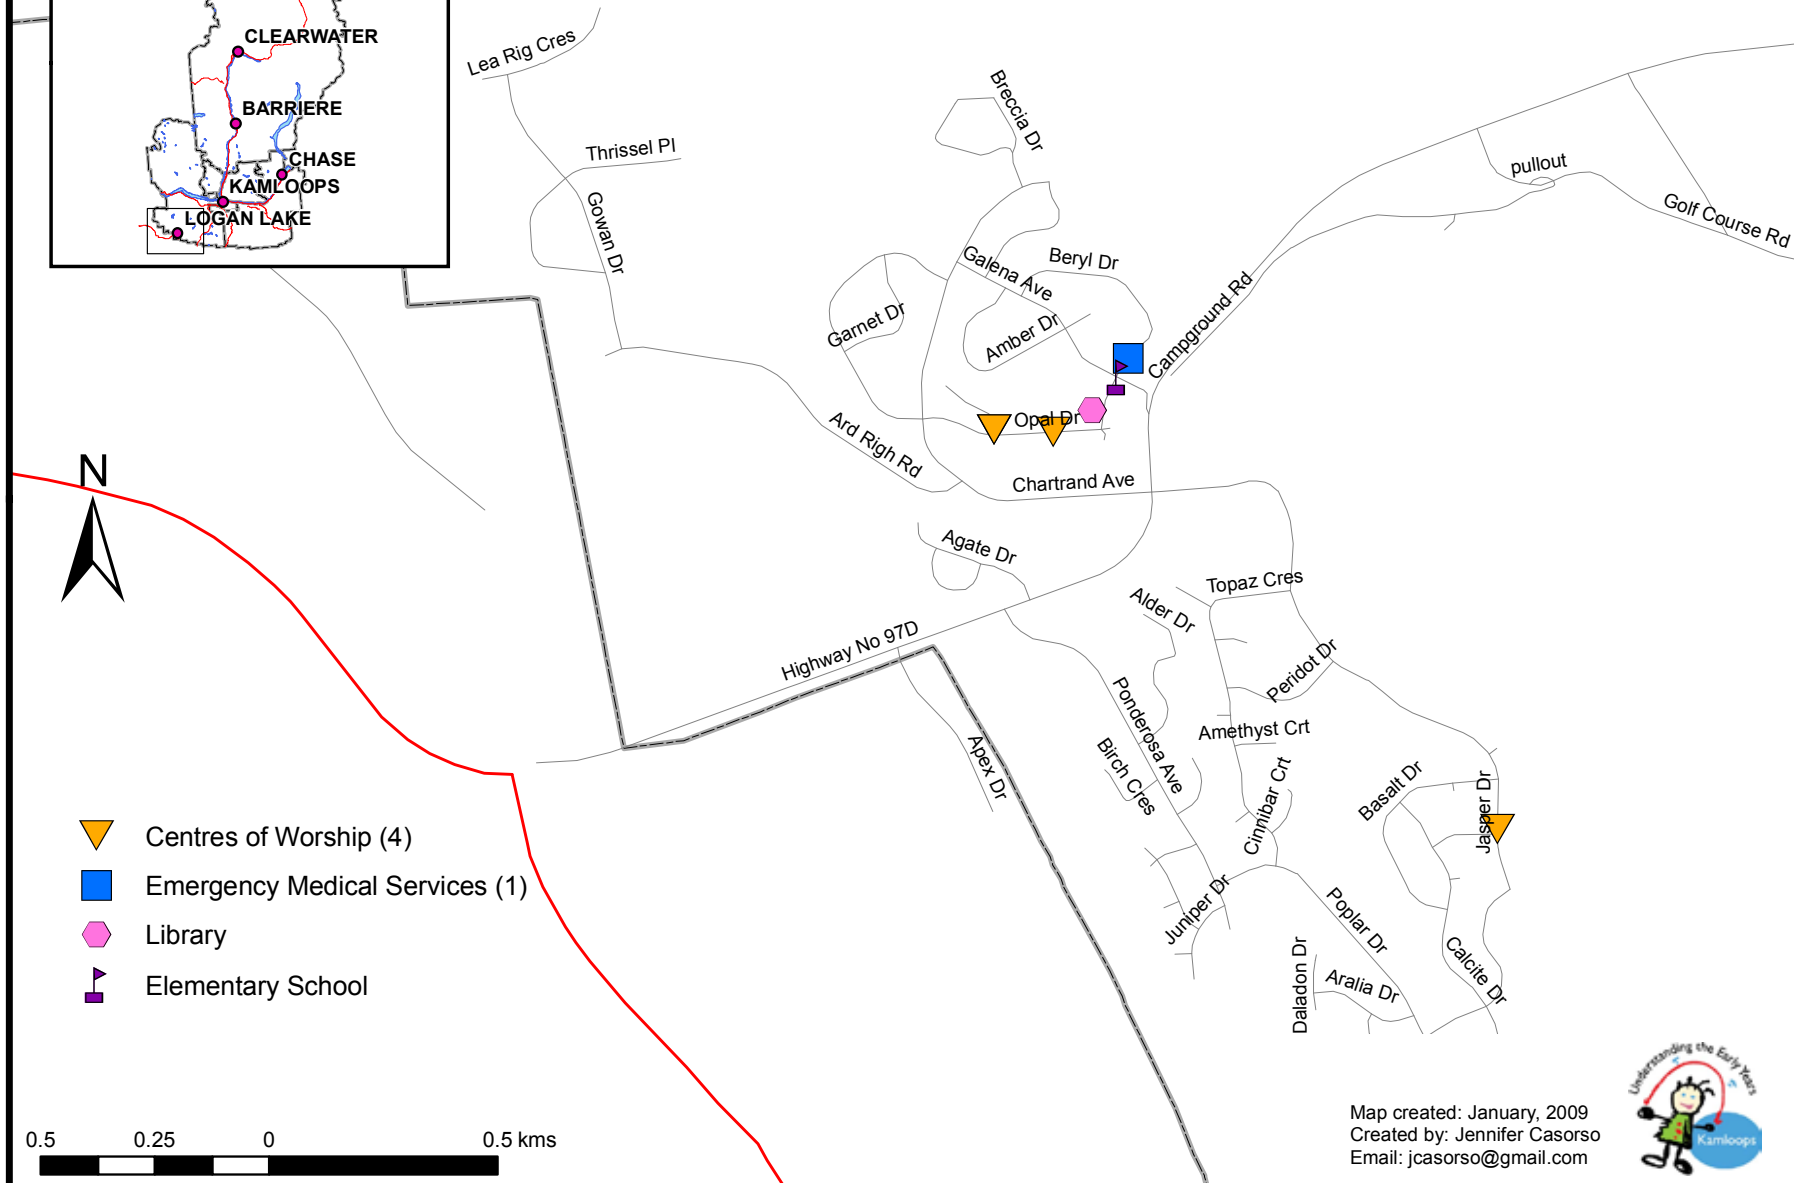 CLEARWATER
BARRIERE
CHASE
KAMLOOPS
LOGAN LAKE
Lea Rig Cres
Thrissel Pl
Gowan Dr
Breccia Dr
Galena Ave
Beryl Dr
Garnet Dr
Amber Dr
Campground Rd
pullout
Golf Course Rd
Opal Dr
Ard Righ Rd
Chartrand Ave
N
Agate Dr
Topaz Cres
Alder Dr
Highway No 97D
Peridot Dr
Ponderosa Ave
Amethyst Crt
Birch Cres
Apex Dr
Cinnibar Crt
Basalt Dr
Jasper Dr
Juniper Dr
Poplar Dr
Calcite Dr
Daladon Dr
Aralia Dr
Centres of Worship (4)
Emergency Medical Services (1)
Library
Elementary School
0.5 0.25 0 0.5 kms
Map created: January, 2009
Created by: Jennifer Casorso
Email: jcasorso@gmail.com
Understanding the Early Years
Kamloops